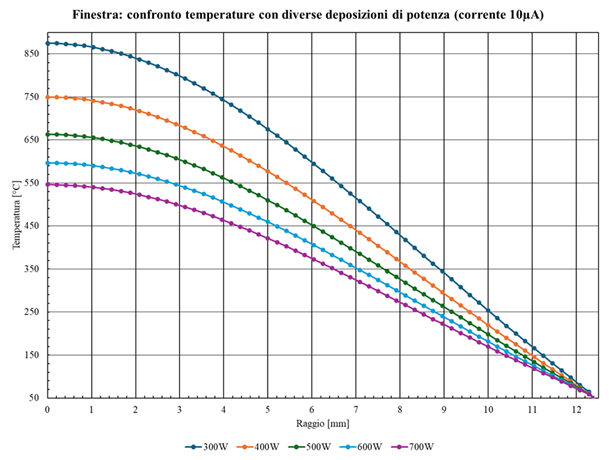 Finestra: confronto temperature con diverse deposizioni di potenza (corrente 10µA)
850
750
650
550
450
350
250
150
50
Temperatura [°C]
0 1 2 3 4 5 6 7 8 9 10 11 12
Raggio [mm]
300W 400W 500W 600W 700W